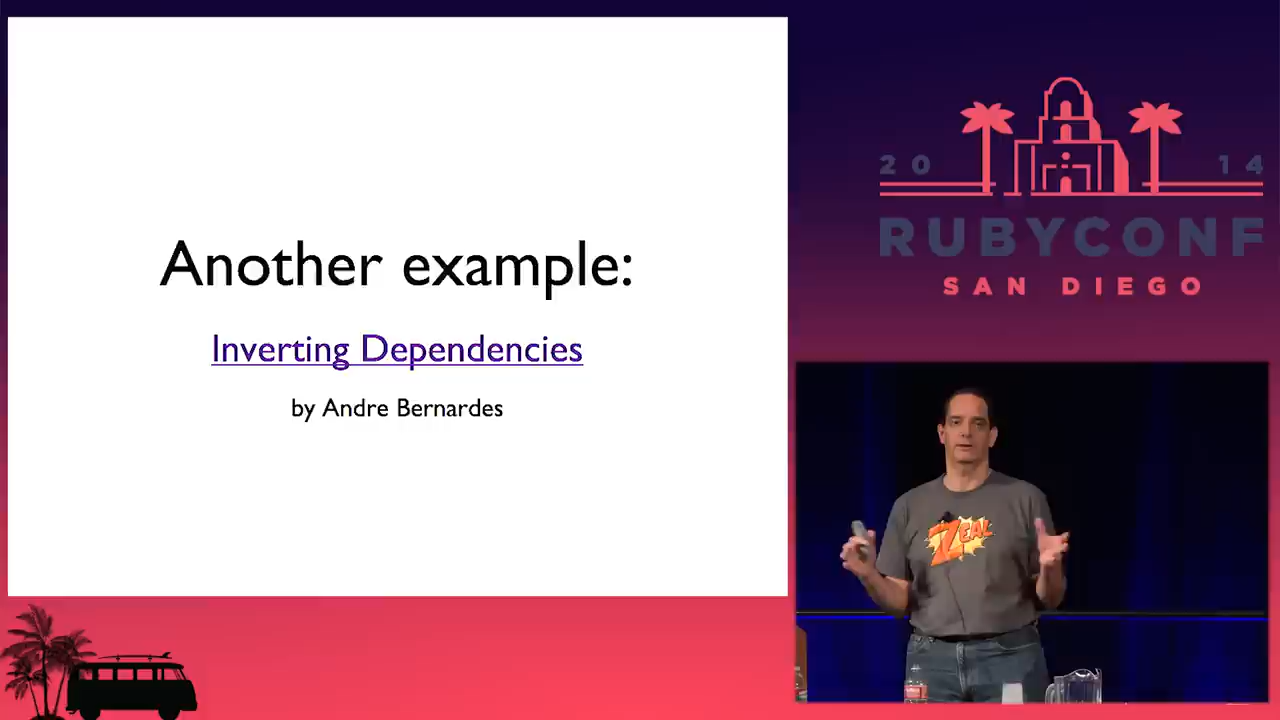 Another example:
Inverting Dependencies
by Andre Bernardes
20 14
RUBYCONF
SAN DIEGO
ZEAL